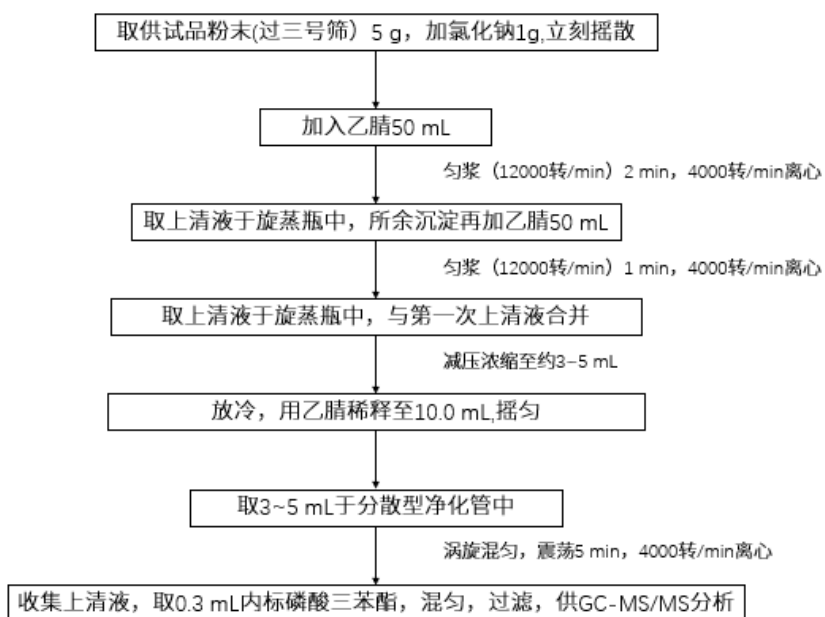 取供试品粉末(过三号筛）5 g，加氯化钠1g,立刻摇散
加入乙腈50 mL
匀浆（12000转/min）2 min，4000转/min离心
取上清液于旋蒸瓶中，所余沉淀再加乙腈50 mL
匀浆（12000转/min）1 min，4000转/min离心
取上清液于旋蒸瓶中，与第一次上清液合并
减压浓缩至约3-5 mL
放冷，用乙腈稀释至10.0 mL,摇匀
取3~5 mL于分散型净化管中
涡旋混匀，震荡5 min，4000转/min离心
收集上清液，取0.3 mL内标磷酸三苯酯，混匀，过滤，供GC-MS/MS分析